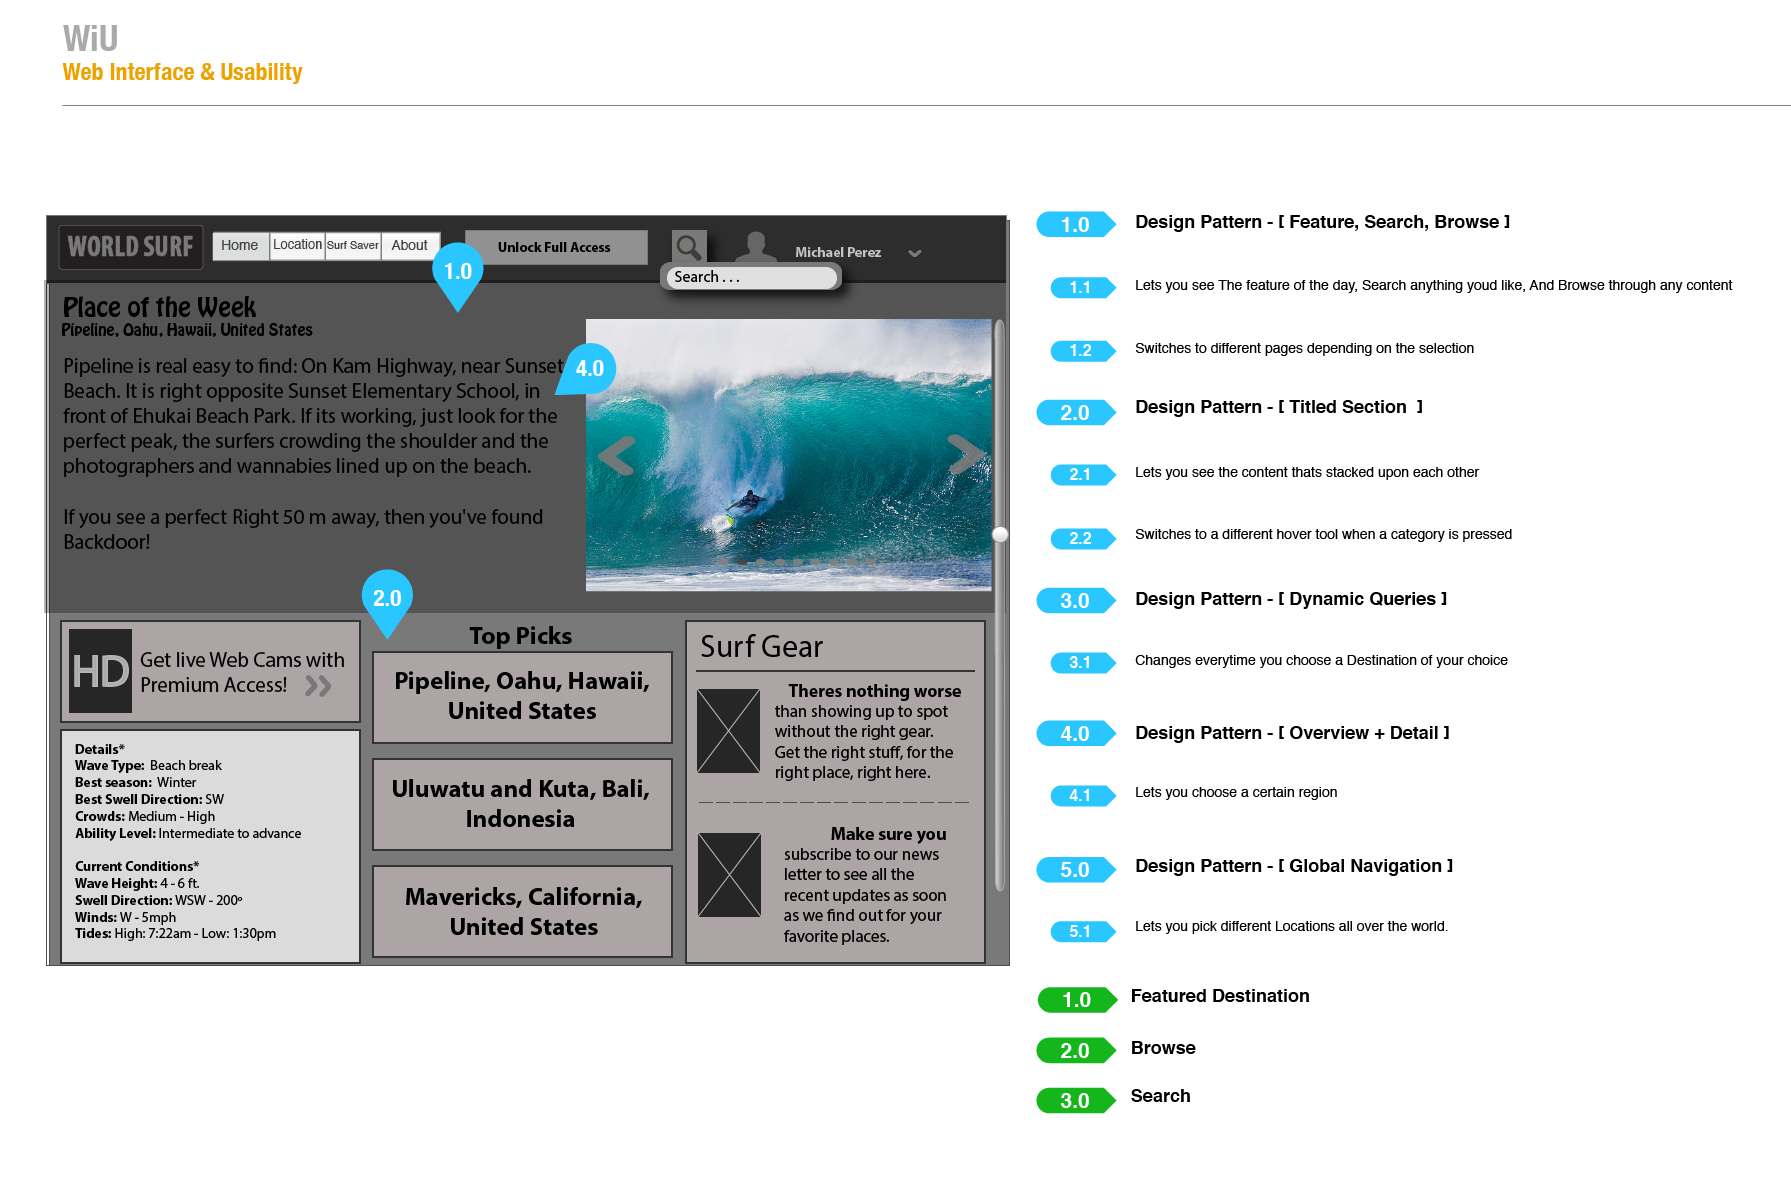 WiU
Web Interface & Usability
WORLD SURF
Home
Location
Surf Saver
About
Unlock Full Access
Michael Perez
Search . . .
1.0
Place of the Week
Pipeline, Oahu, Hawaii, United States
Pipeline is real easy to find: On Kam Highway, near Sunset
Beach. It is right opposite Sunset Elementary School, in
front of Ehukai Beach Park. If its working, just look for the
perfect peak, the surfers crowding the shoulder and the
photographers and wannabies lined up on the beach.
If you see a perfect Right 50 m away, then you've found
Backdoor!
4.0
2.0
HD
Get live Web Cams with
Premium Access!
Details*
Wave Type: Beach break
Best season: Winter
Best Swell Direction: SW
Crowds: Medium - High
Ability Level: Intermediate to advance
Current Conditions*
Wave Height: 4 - 6 ft.
Swell Direction: WSW - 200º
Winds: W - 5mph
Tides: High: 7:22am - Low: 1:30pm
Top Picks
Pipeline, Oahu, Hawaii,
United States
Uluwatu and Kuta, Bali,
Indonesia
Mavericks, California,
United States
Surf Gear
Theres nothing worse
than showing up to spot
without the right gear.
Get the right stuff, for the
right place, right here.
Make sure you
subscribe to our news
letter to see all the
recent updates as soon
as we find out for your
favorite places.
1.0 Design Pattern - [ Feature, Search, Browse ]
1.1 Lets you see The feature of the day, Search anything youd like, And Browse through any content
1.2 Switches to different pages depending on the selection
2.0 Design Pattern - [ Titled Section ]
2.1 Lets you see the content thats stacked upon each other
2.2 Switches to a different hover tool when a category is pressed
3.0 Design Pattern - [ Dynamic Queries ]
3.1 Changes everytime you choose a Destination of your choice
4.0 Design Pattern - [ Overview + Detail ]
4.1 Lets you choose a certain region
5.0 Design Pattern - [ Global Navigation ]
5.1 Lets you pick different Locations all over the world.
1.0 Featured Destination
2.0 Browse
3.0 Search